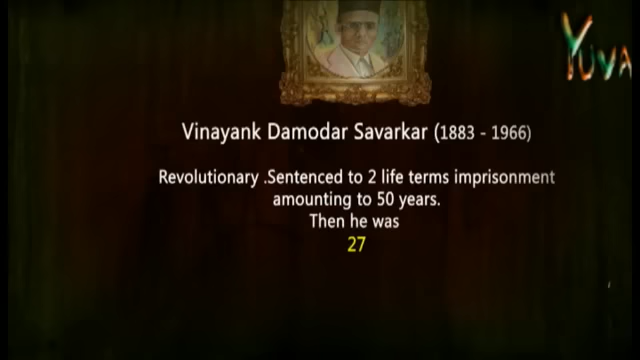 YUVA
Vinayank Damodar Savarkar (1883 - 1966)
Revolutionary .Sentenced to 2 life terms imprisonment
amounting to 50 years.
Then he was
27